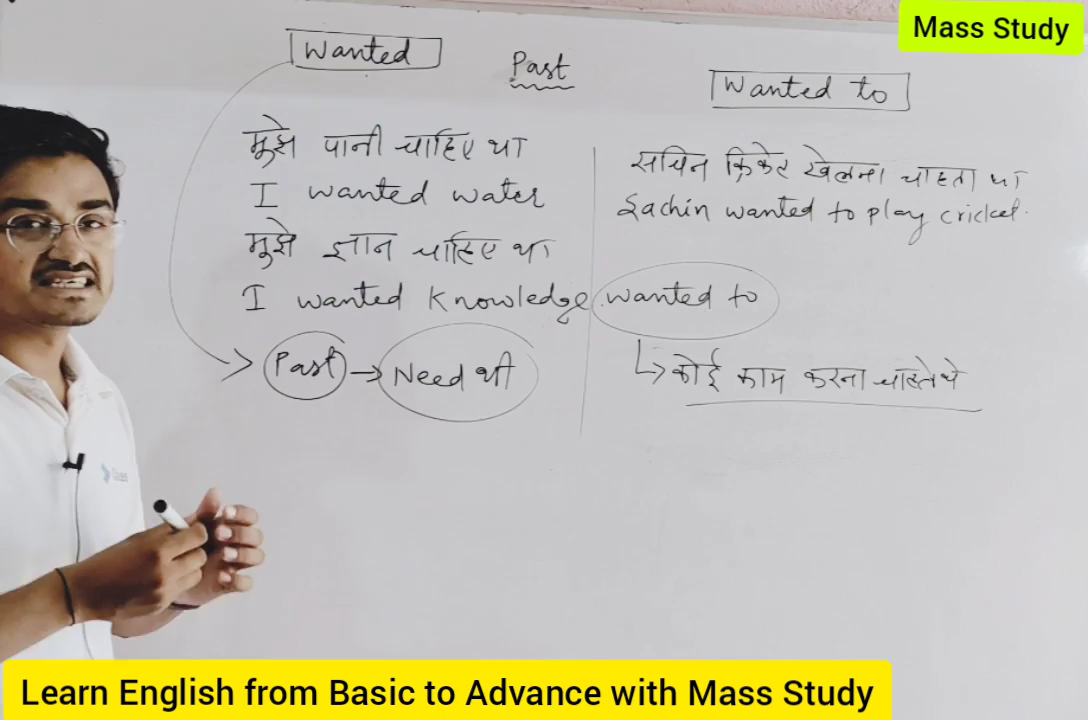 Mass Study
Wanted
Past
Wanted to
मुझे पानी चाहिए था
I wanted water
मुझे ज्ञान चाहिए था
I wanted knowledge
Past → Need थी
सचिन क्रिकेट खेलना चाहता था
Sachin wanted to play cricket.
wanted to
कोई काम करना चाहते थे
Learn English from Basic to Advance with Mass Study